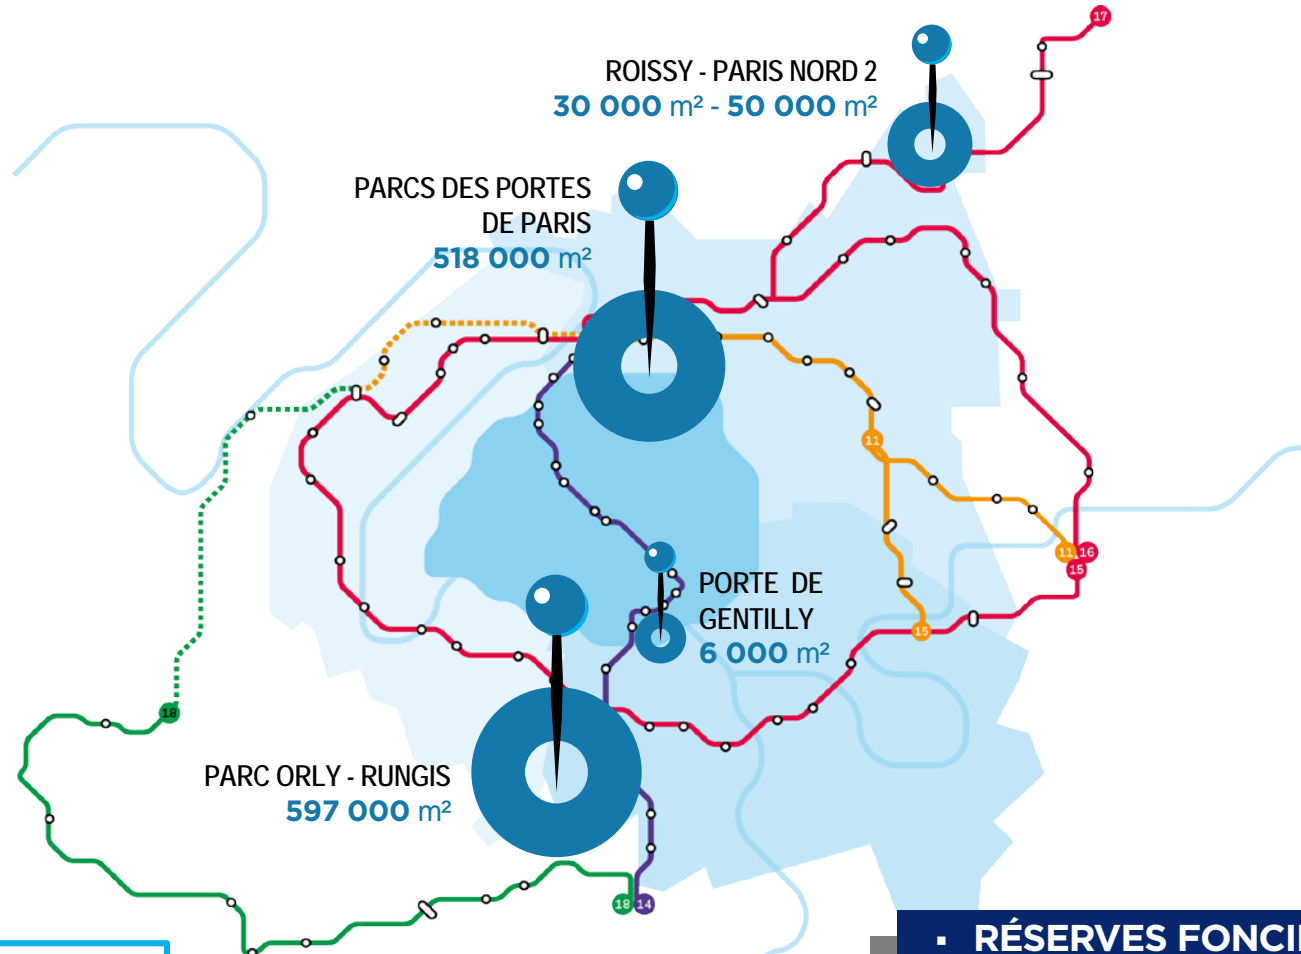 17
ROISSY - PARIS NORD 2
30 000 m² - 50 000 m²
PARCS DES PORTES
DE PARIS
518 000 m²
11
11
16
15
PORTE DE
GENTILLY
6 000 m²
15
18
PARC ORLY - RUNGIS
597 000 m²
18
14
▪ RÉSERVES